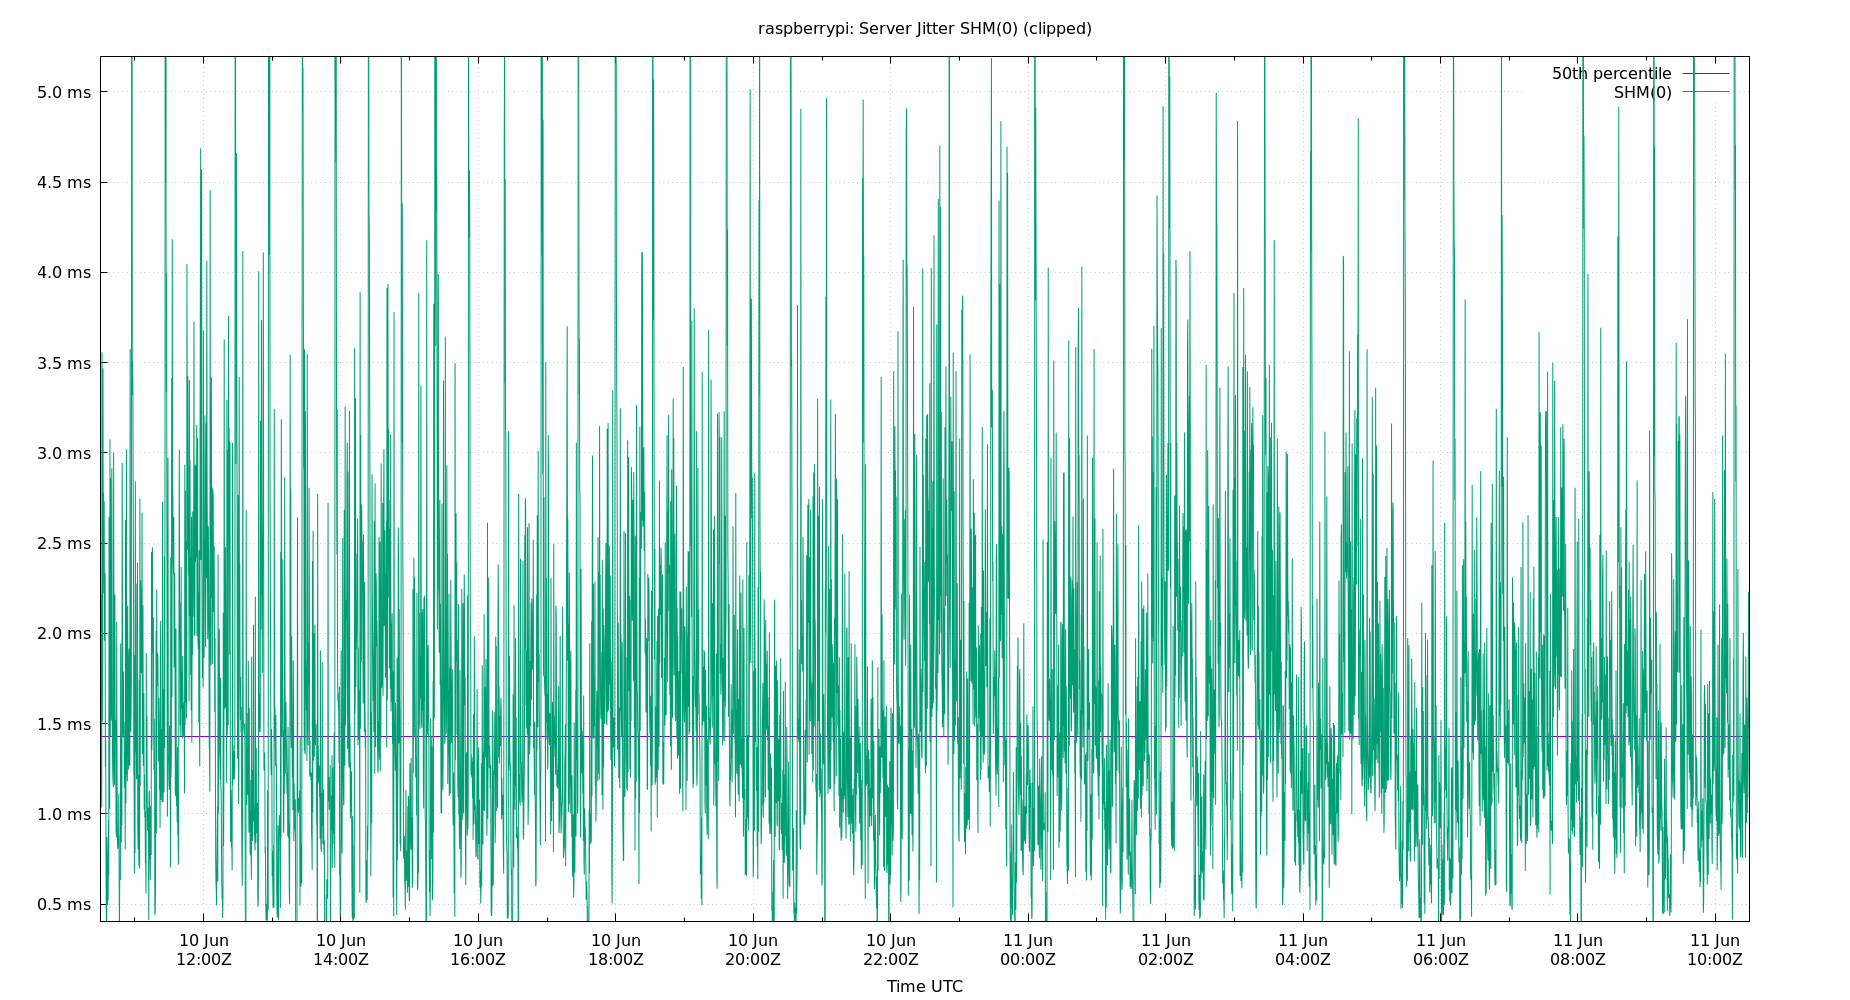 raspberrypi: Server Jitter SHM(0) (clipped)
50th percentile
SHM(0)
5.0 ms
4.5 ms
4.0 ms
3.5 ms
3.0 ms
2.5 ms
2.0 ms
1.5 ms
1.0 ms
0.5 ms
10 Jun 10 Jun 10 Jun 10 Jun 10 Jun 10 Jun 11 Jun 11 Jun 11 Jun 11 Jun 11 Jun 11 Jun
12:00Z 14:00Z 16:00Z 18:00Z 20:00Z 22:00Z 00:00Z 02:00Z 04:00Z 06:00Z 08:00Z 10:00Z
Time UTC